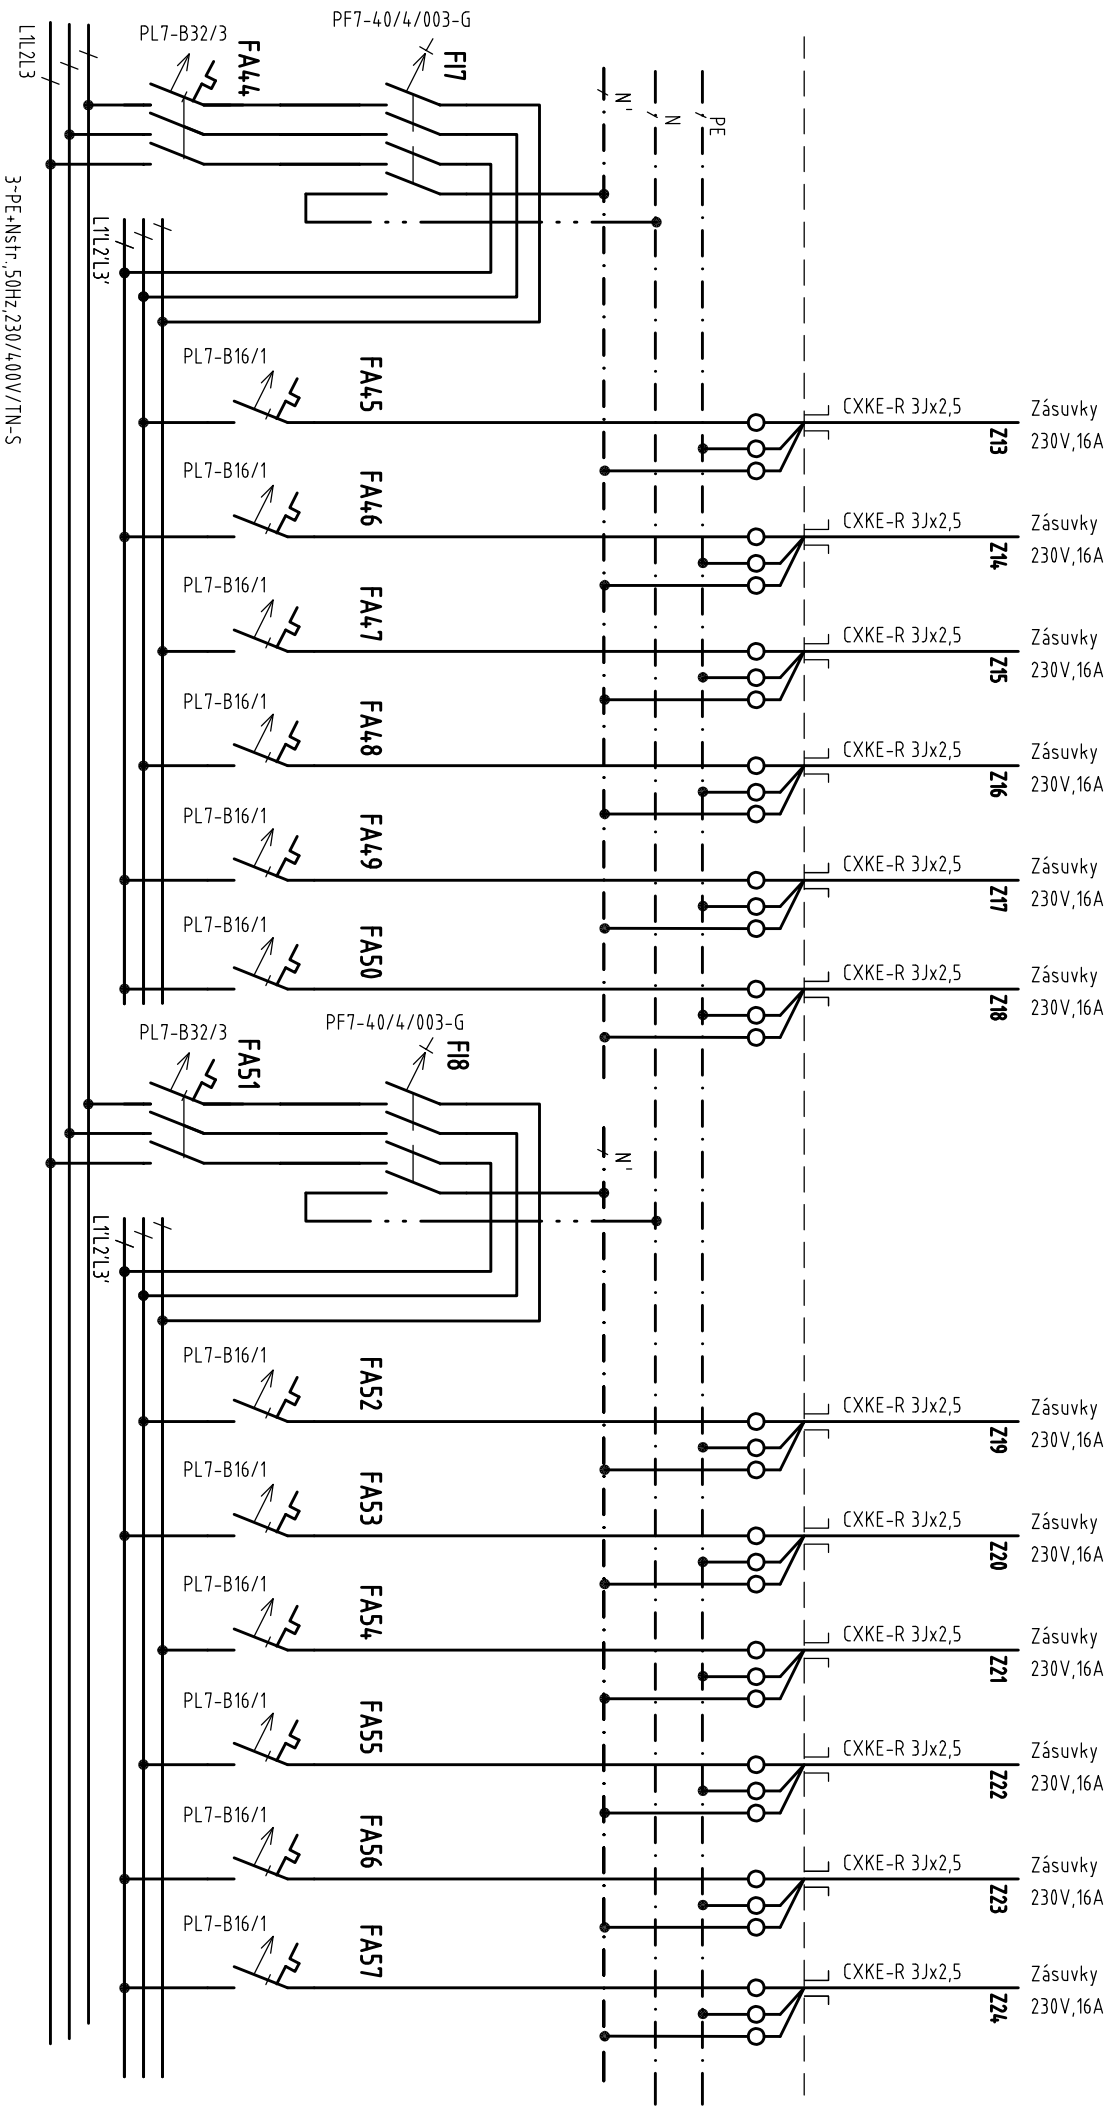 PF7-40/4/003-G
PL7-B32/3
FA44
FI7
L1L2L3
N'
N
PE
3~PE+Nstr.,50Hz,230/400V/TN-S
L1'L2'L3'
PL7-B16/1
FA45
CXKE-R 3Jx2,5
Z13
Zásuvky
230V,16A
PL7-B16/1
FA46
CXKE-R 3Jx2,5
Z14
Zásuvky
230V,16A
PL7-B16/1
FA47
CXKE-R 3Jx2,5
Z15
Zásuvky
230V,16A
PL7-B16/1
FA48
CXKE-R 3Jx2,5
Z16
Zásuvky
230V,16A
PL7-B16/1
FA49
CXKE-R 3Jx2,5
Z17
Zásuvky
230V,16A
PL7-B16/1
FA50
CXKE-R 3Jx2,5
Z18
Zásuvky
230V,16A
PF7-40/4/003-G
PL7-B32/3
FA51
FI8
N'
L1'L2'L3'
PL7-B16/1
FA52
CXKE-R 3Jx2,5
Z19
Zásuvky
230V,16A
PL7-B16/1
FA53
CXKE-R 3Jx2,5
Z20
Zásuvky
230V,16A
PL7-B16/1
FA54
CXKE-R 3Jx2,5
Z21
Zásuvky
230V,16A
PL7-B16/1
FA55
CXKE-R 3Jx2,5
Z22
Zásuvky
230V,16A
PL7-B16/1
FA56
CXKE-R 3Jx2,5
Z23
Zásuvky
230V,16A
PL7-B16/1
FA57
CXKE-R 3Jx2,5
Z24
Zásuvky
230V,16A